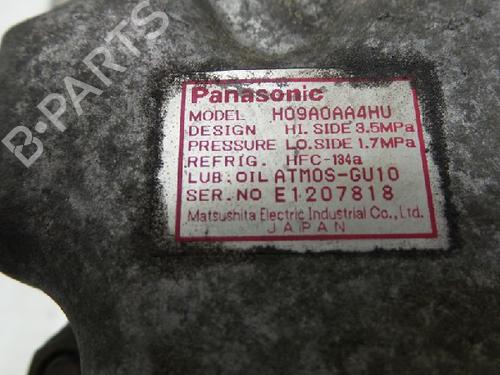 B-PARTS
Panasonic
MODEL H09A0AA4HU
DESIGN HI.SIDE 3.5MPa
PRESSURE LO.SIDE 1.7MPa
REFRIG. HFC-134a
LUB.OIL ATMOS-GU10
SER.NO E1207818
Matsushita Electric Industrial Co., Ltd.
JAPAN